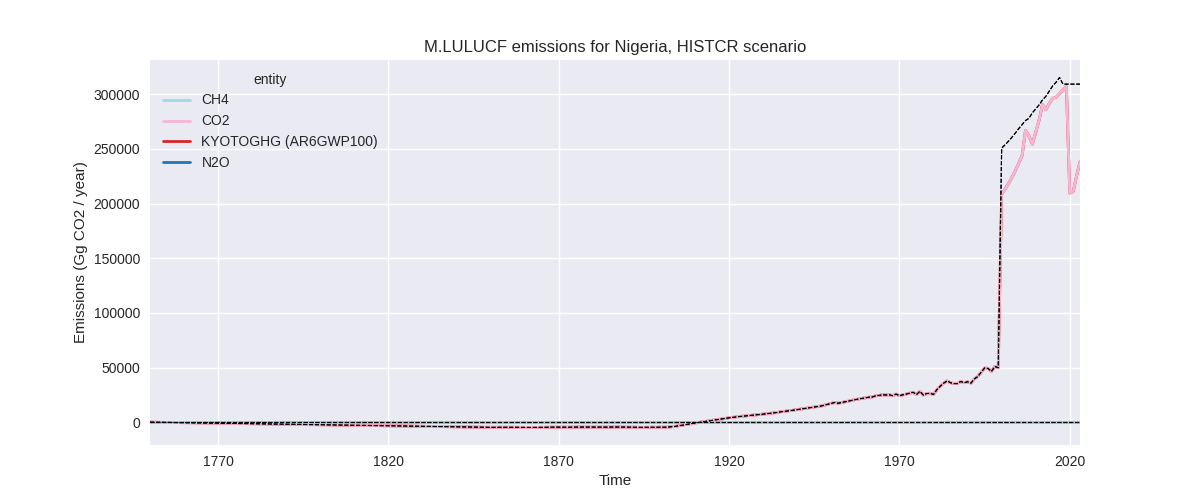 M.LULUCF emissions for Nigeria, HISTCR scenario
entity
CH4
CO2
KYOTOGHG (AR6GWP100)
N2O
Emissions (Gg CO2 / year)
300000
250000
200000
150000
100000
50000
0
1770 1820 1870 1920 1970 2020
Time